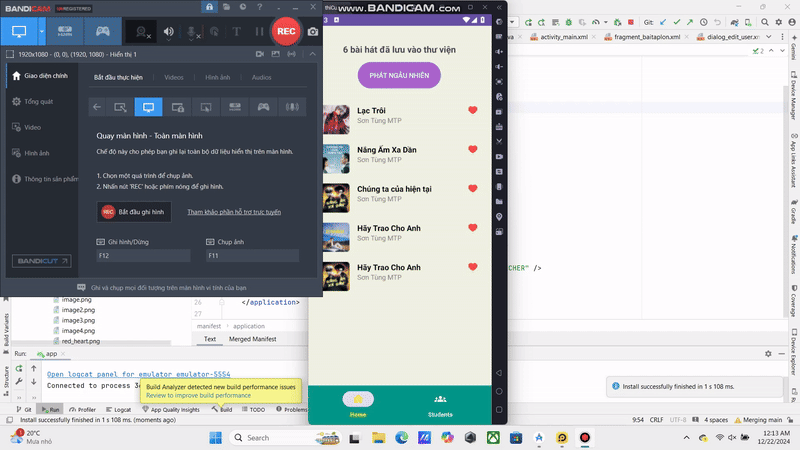 BANDICAM UNREGISTERED
REC
1920x1080 - (0, 0), (1920, 1080) - Hiển thị 1
Giao diện chính
Tổng quát
Video
Hình ảnh
Thông tin sản phẩm
BANDICUT
Bắt đầu thực hiện
Videos
Hình ảnh
Audios
Quay màn hình - Toàn màn hình
Chế độ này cho phép bạn ghi lại toàn bộ dữ liệu hiển thị trên màn hình.
1. Chọn một quá trình để chụp ảnh.
2. Nhấn nút 'REC' hoặc phím nóng để ghi hình.
REC Bắt đầu ghi hình
Tham khảo phần hỗ trợ trực tuyến
Ghi hình/Dừng
F12
Chụp ảnh
F11
Ghi và chụp mọi đối tượng trên màn hình vi tính của bạn.
www.BANDICAM.com
6 bài hát đã lưu vào thư viện
PHÁT NGẪU NHIÊN
Lạc Trôi
Sơn Tùng MTP
Nắng Ấm Xa Dần
Sơn Tùng MTP
Chúng ta của hiện tại
Sơn Tùng MTP
Hãy Trao Cho Anh
Sơn Tùng MTP
Hãy Trao Cho Anh
Sơn Tùng MTP
Home
Students
Git:
activity_main.xml
fragment_baitaplon.xml
dialog_edit_user.xml
2
Device Manager
App Links Assistant
Gradle
Notifications
Coverage
Device Explorer
CHER" />
image.png
image2.png
image3.png
image4.png
red_heart.png
26
27
</application>
manifest
application
Text
Merged Manifest
Build Variants
Structure
Run:
app
Open logcat panel for emulator emulator-5554
Connected to process
Build Analyzer detected new build performance issues
Review to improve build performance
Install successfully finished in 1 s 108 ms.
Git
Run
Profiler
Logcat
App Quality Insights
Build
TODO
Problems
Install successfully finished in 1 s 108 ms. (moments ago)
9:54
CRLF
UTF-8
4 spaces
Merging main
1
20°C
Mưa nhỏ
Search
12:13 AM
12/22/2024